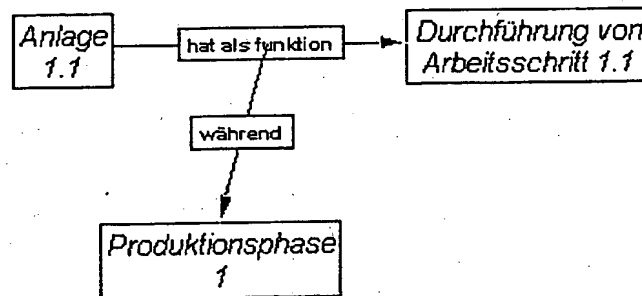 Anlage
1.1
hat als funktion
Durchführung von
Arbeitsschritt 1.1
während
Produktionsphase
1